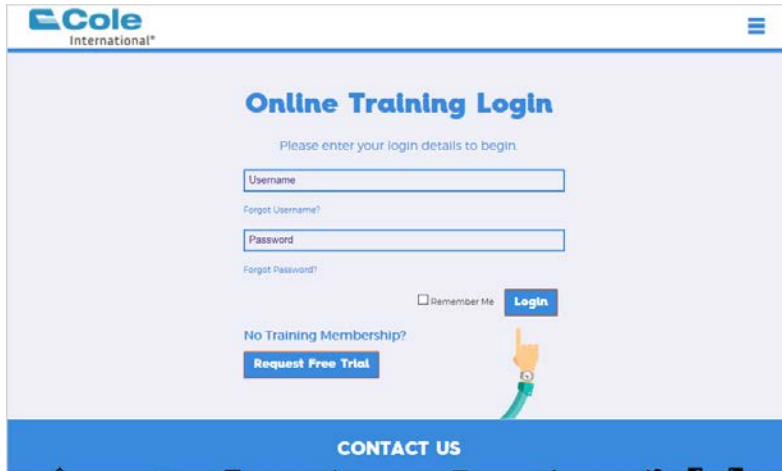 Cole
International®
Online Training Login
Please enter your login details to begin.
Username
Forgot Username?
Password
Forgot Password?
Remember Me Login
No Training Membership?
Request Free Trial
CONTACT US